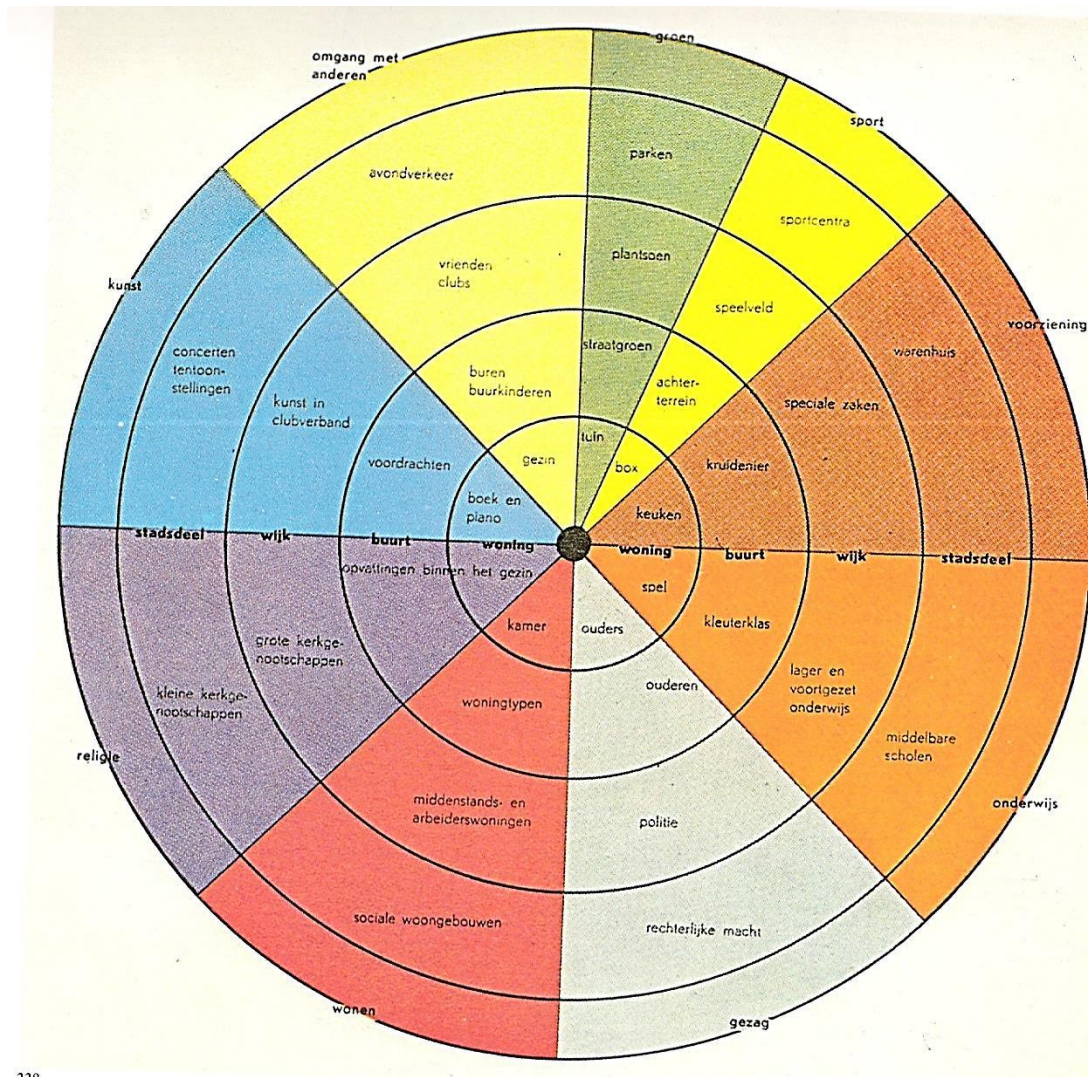 groen
omgang met
anderen
sport
parken
avondverkeer
sportcentra
plantsoen
vrienden
clubs
kunst
speelveld
voorziening
straatgroen
warenhuis
concerten
tentoon-
stellingen
buren
buurkinderen
achter-
terrein
kunst in
clubverband
speciale zaken
tuin
gezin
voordrachten
box
kruidenier
boek en
piano
keuken
stadsdeel wijk buurt woning woning buurt wijk stadsdeel
opvattingen binnen het gezin
spel
kamer
ouders
kleuterklas
grote kerkge-
nootschappen
lager en
voortgezet
onderwijs
ouderen
kleine kerkge-
nootschappen
woningtypen
middelbare
scholen
religie
middenstands- en
arbeiderswoningen
politie
onderwijs
sociale woongebouwen
rechterlijke macht
wonen
gezag